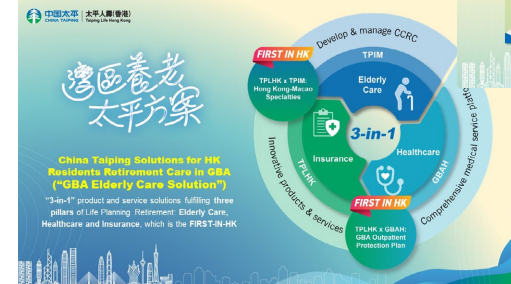 中国太平
CHINA TAIPING
太平人壽(香港)
Taiping Life Hong Kong
灣區養老
太平方案
China Taiping Solutions for HK
Residents Retirement Care in GBA
("GBA Elderly Care Solution")
"3-in-1" product and service solutions fulfilling three
pillars of Life Planning Retirement: Elderly Care,
Healthcare and Insurance, which is the FIRST-IN-HK
Develop & manage CCRC
TPIM
FIRST IN HK
TPLHK x TPIM:
Hong Kong-Macao
Specialties
Elderly
Care
3-in-1
Insurance
Healthcare
TPLHK
GBAH
Innovative products & services
Comprehensive medical service platfo
FIRST IN HK
TPLHK x GBAH:
GBA Outpatient
Protection Plan